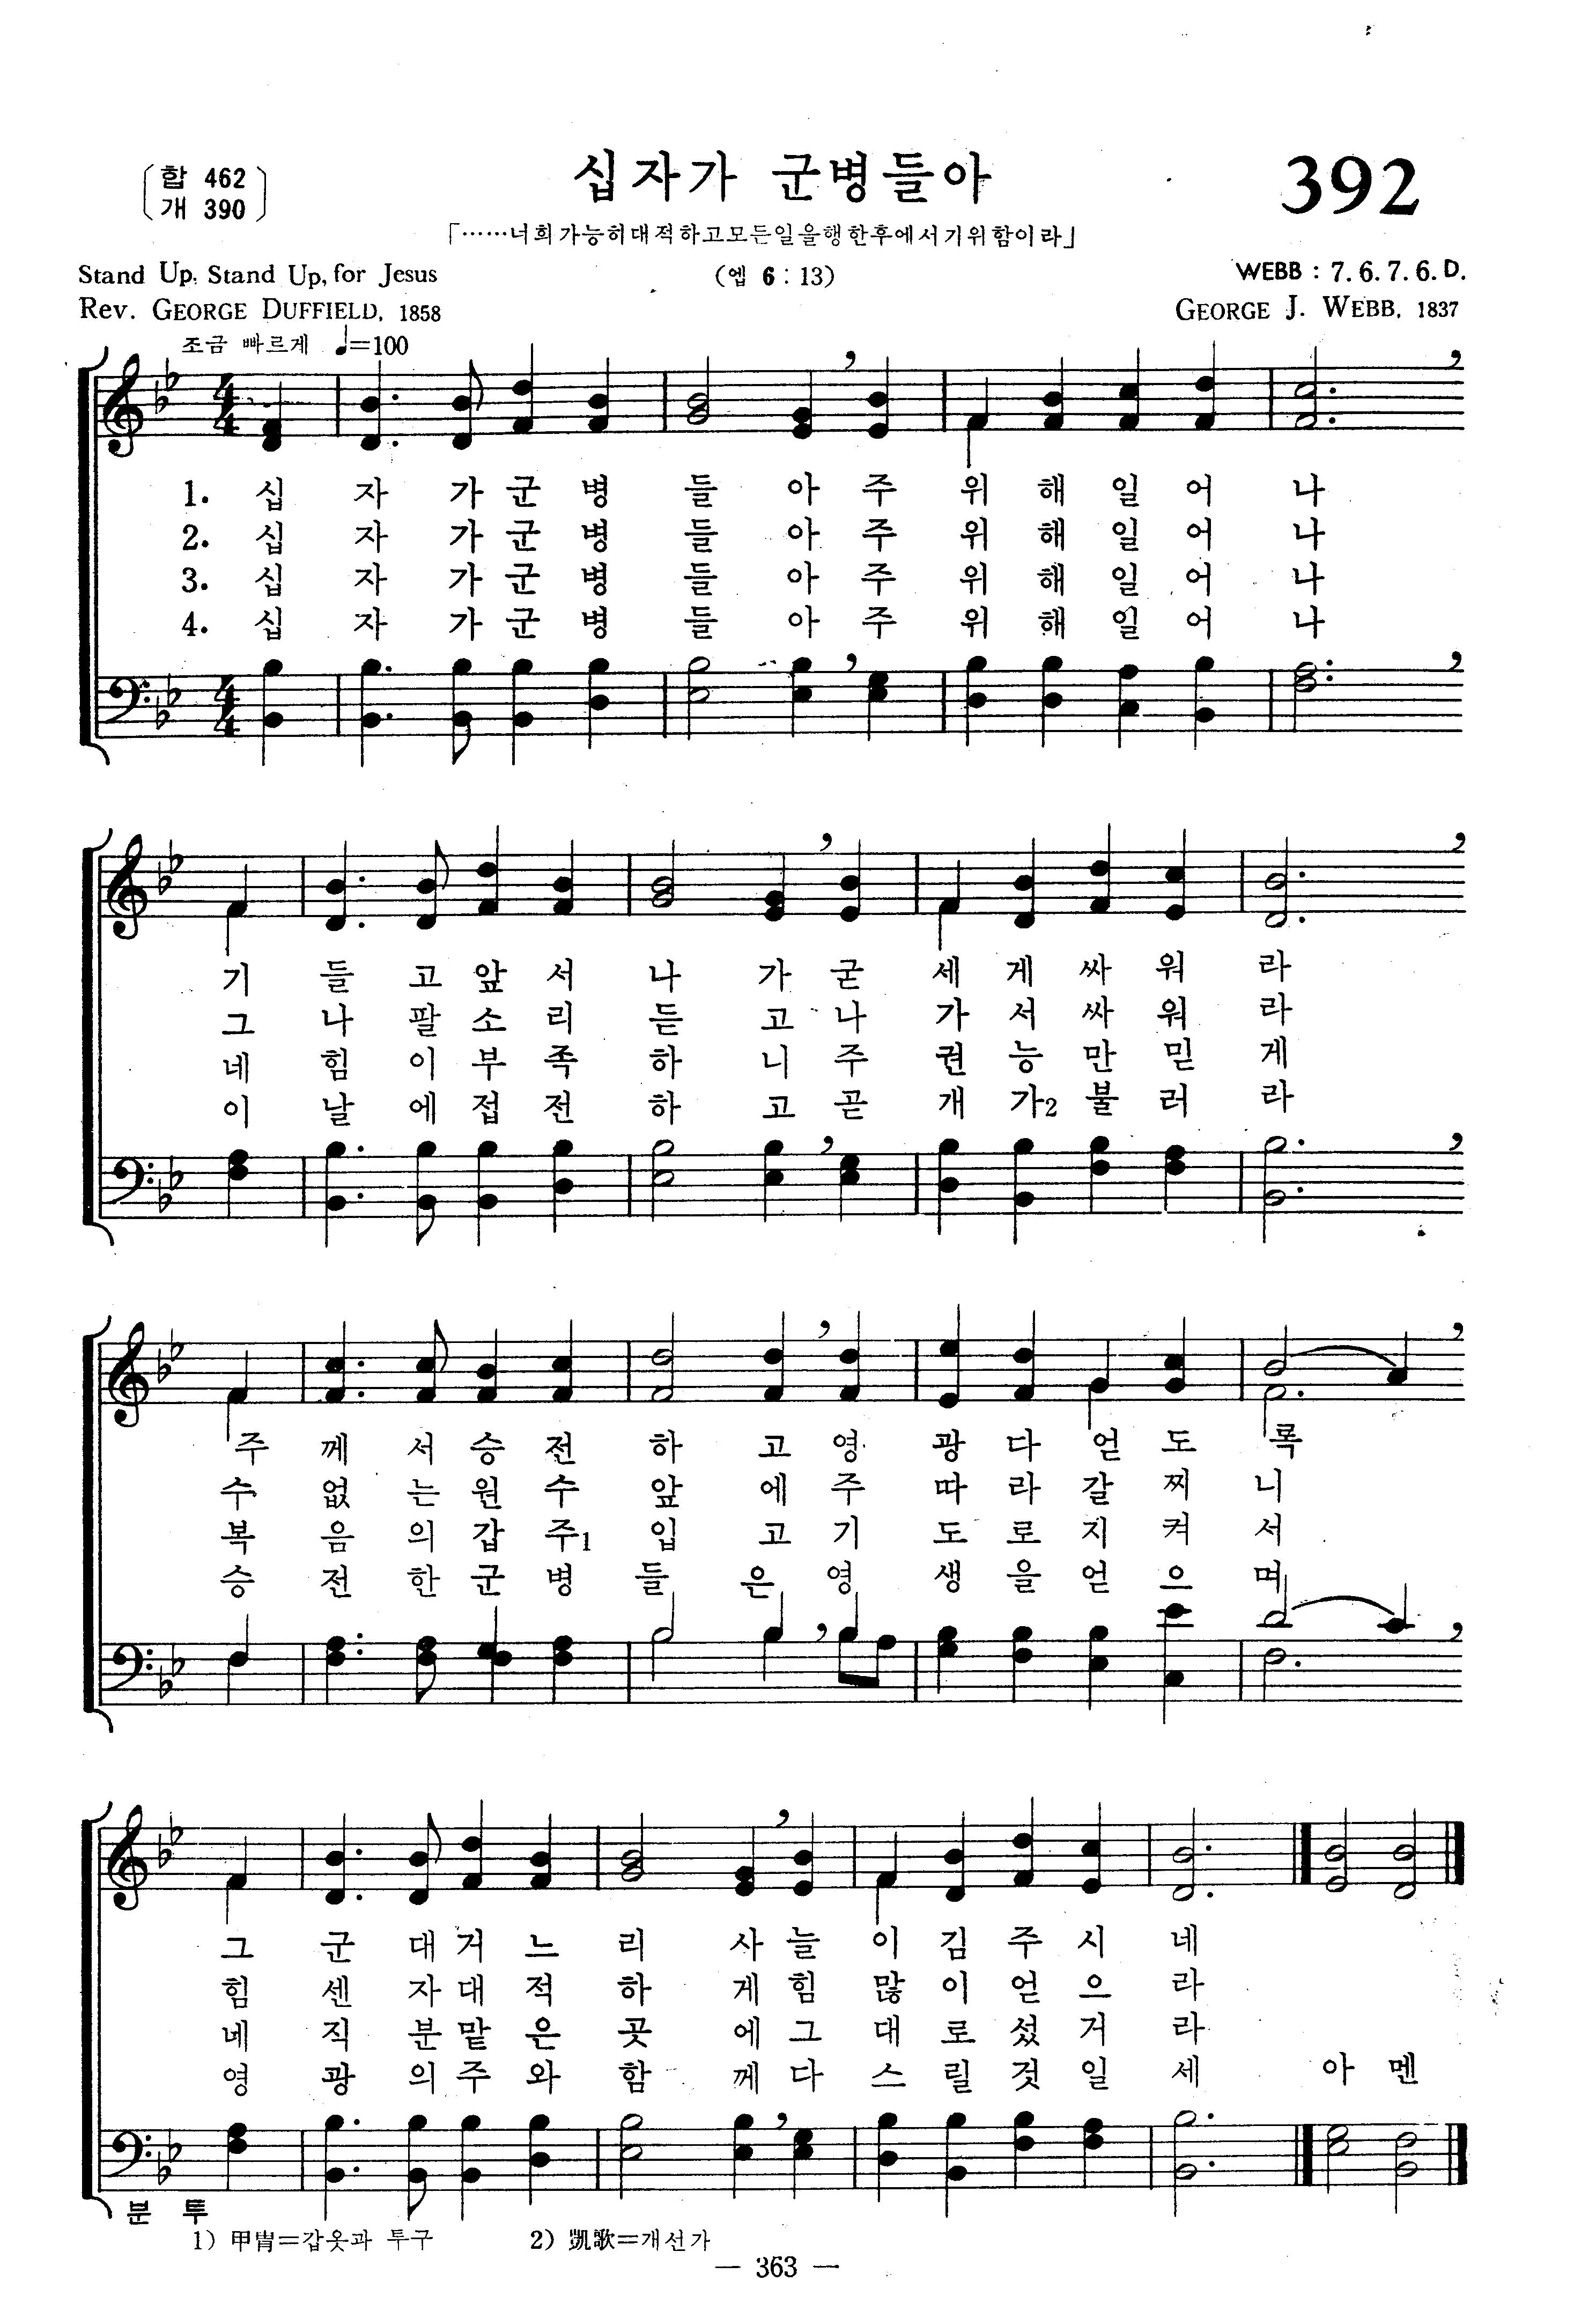 합 462
개 390
십자가 군병들아
392
「……너희가능히대적하고모든일을행한후에서기위함이라」
Stand Up, Stand Up, for Jesus
(엡 6 : 13)
WEBB : 7. 6. 7. 6. D.
Rev. GEORGE DUFFIELD, 1858
GEORGE J. WEBB, 1837
조금 빠르게 ♩=100
1. 십 자 가 군 병 들 아 주 위 해 일 어 나
2. 십 자 가 군 병 들 아 주 위 해 일 어 나
3. 십 자 가 군 병 들 아 주 위 해 일 어 나
4. 십 자 가 군 병 들 아 주 위 해 일 어 나
기 들 고 앞 서 나 가 굳 세 게 싸 워 라
그 나 팔 소 리 듣 고 나 가 서 싸 워 라
네 힘 이 부 족 하 니 주 권 능 만 믿 게
이 날 에 접 전 하 고 곧 개 가2 불 러 라
주 께 서 승 전 하 고 영 광 다 얻 도 록
수 없 는 원 수 앞 에 주 따 라 갈 찌 니
복 음 의 갑 주1 입 고 기 도 로 지 켜 서
승 전 한 군 병 들 은 영 생 을 얻 으 며
그 군 대 거 느 리 사 늘 이 김 주 시 네
힘 센 자 대 적 하 게 힘 많 이 얻 으 라
네 직 분 맡 은 곳 에 그 대 로 섰 거 라
영 광 의 주 와 함 께 다 스 릴 것 일 세 아 멘
분 투
1) 甲胄=갑옷과 투구 2) 凱歌=개선가
— 363 —